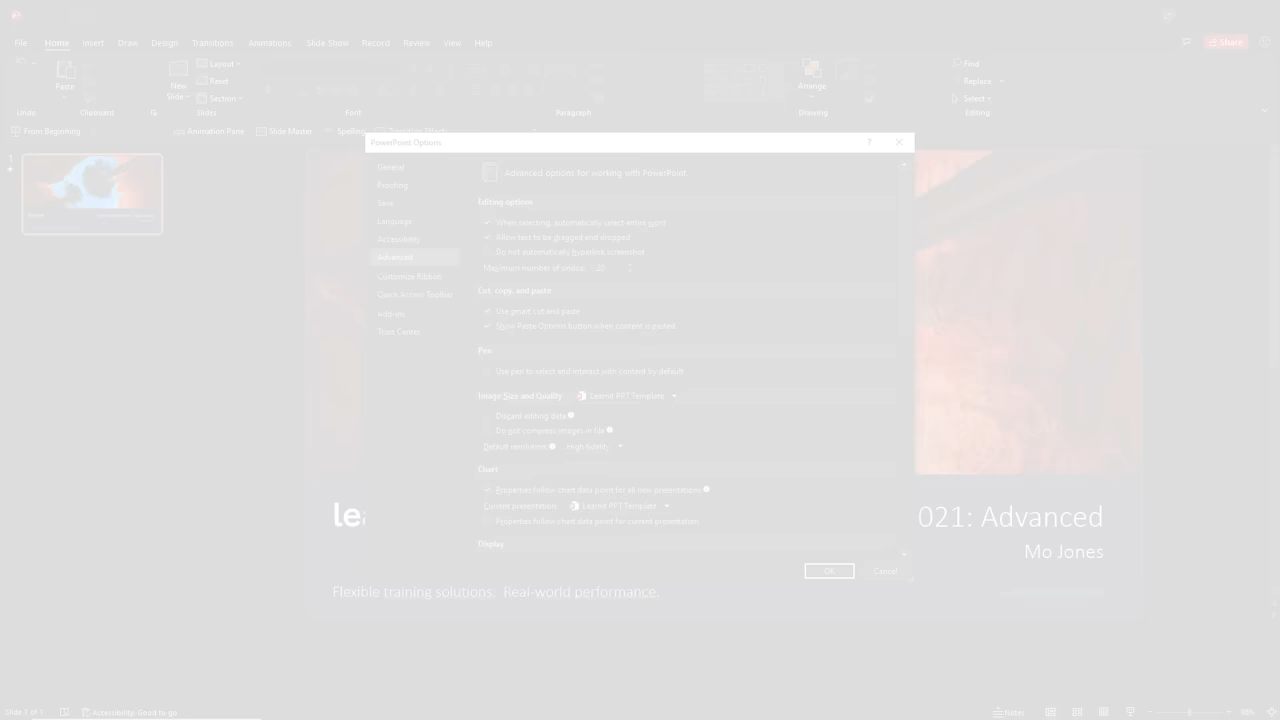 File Home Insert Draw Design Transitions Animations Slide Show Record Review View Help
Share
Paste
New Slide
Layout
Reset
Section
Arrange
Find
Replace
Select
Undo Clipboard Slides Font Paragraph Drawing Editing
From Beginning Animation Pane Slide Master Spelling Transition Effects
PowerPoint Options ?
1
General
Proofing
Save
Language
Accessibility
Advanced
Customize Ribbon
Quick Access Toolbar
Add-ins
Trust Center
Advanced options for working with PowerPoint.
Editing options
When selecting, automatically select entire word
Allow text to be dragged and dropped
Do not automatically hyperlink screenshot
Maximum number of undos: 20
Cut, copy, and paste
Use smart cut and paste
Show Paste Options button when content is pasted
Pen
Use pen to select and interact with content by default
Image Size and Quality Learnit PPT Template
Discard editing data
Do not compress images in file
Default resolution: High fidelity
Chart
Properties follow chart data point for all new presentations
Current presentation: Learnit PPT Template
Properties follow chart data point for current presentation
Display
OK Cancel
le
021: Advanced
Mo Jones
Flexible training solutions. Real-world performance.
Slide 1 of 1 Accessibility: Good to go Notes 88%